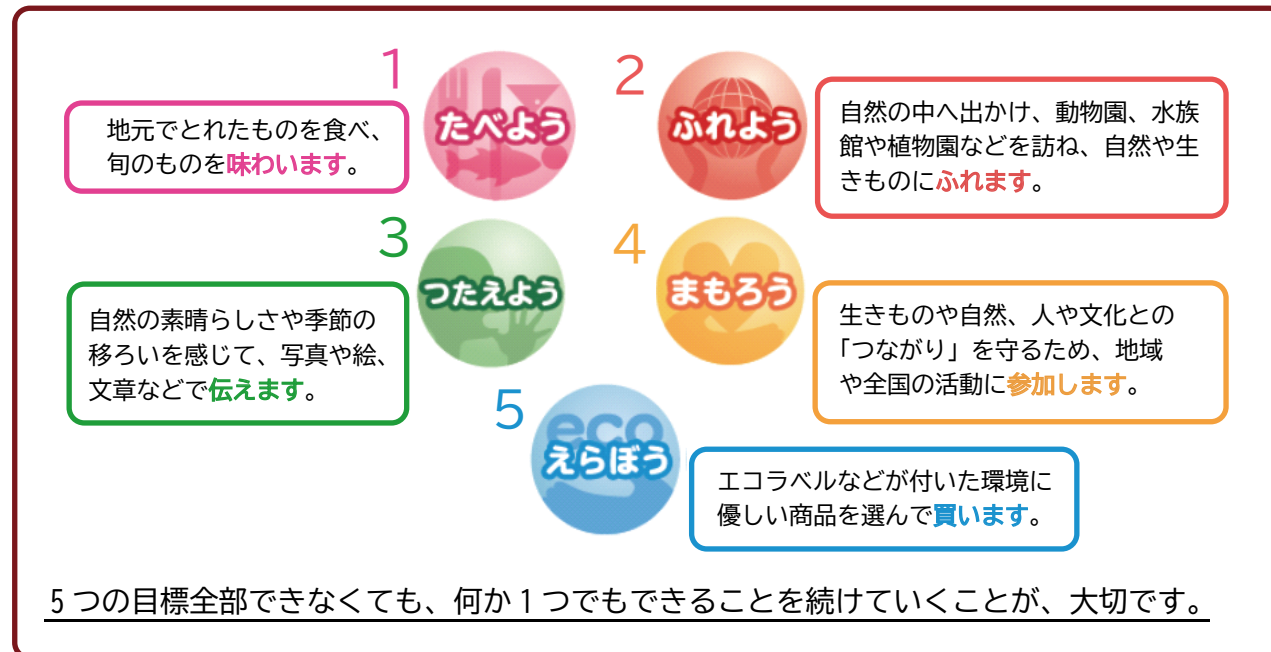 1
たべよう
地元でとれたものを食べ、
旬のものを味わいます。
2
ふれよう
自然の中へ出かけ、動物園、水族
館や植物園などを訪ね、自然や生
きものにふれます。
3
つたえよう
自然の素晴らしさや季節の
移ろいを感じて、写真や絵、
文章などで伝えます。
4
まもろう
生きものや自然、人や文化との
「つながり」を守るため、地域
や全国の活動に参加します。
5
eco
えらぼう
エコラベルなどが付いた環境に
優しい商品を選んで買います。
5つの目標全部できなくても、何か1つでもできることを続けていくことが、大切です。